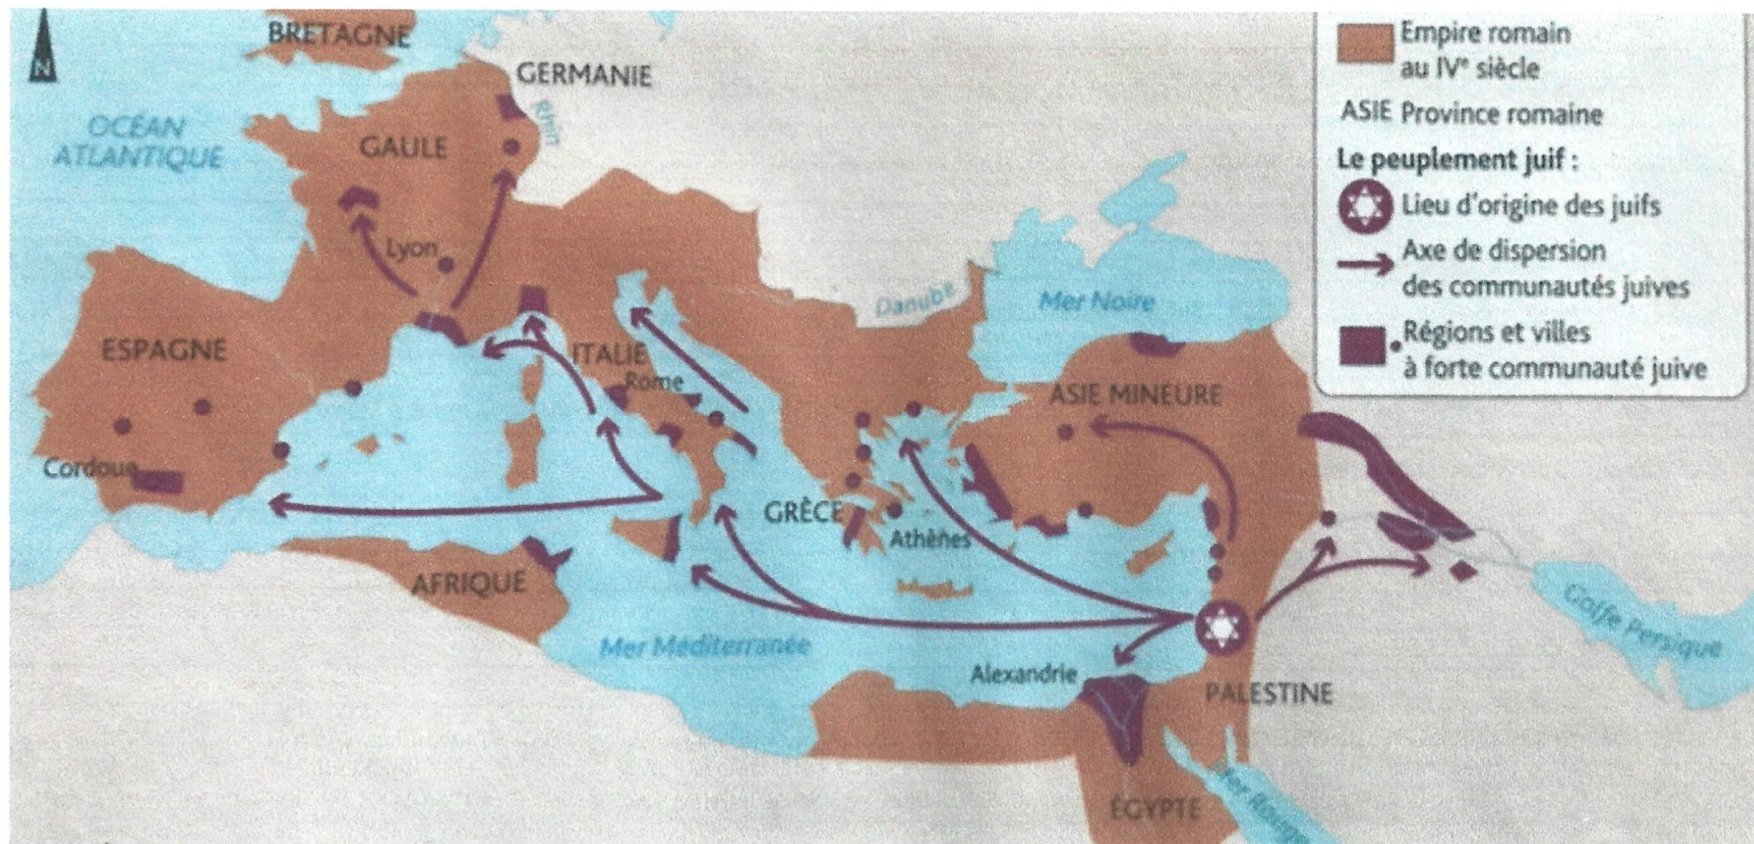 BRETAGNE
N
GERMANIE
Rhin
OCÉAN
ATLANTIQUE
GAULE
Lyon
Danube
Mer Noire
ESPAGNE
ITALIE
Rome
ASIE MINEURE
Cordoue
GRÈCE
Athènes
AFRIQUE
Mer Méditerranée
Alexandrie
PALESTINE
Golfe Persique
ÉGYPTE
Mer Rouge
Empire romain
au IVe siècle
ASIE Province romaine
Le peuplement juif :
Lieu d'origine des juifs
Axe de dispersion
des communautés juives
Régions et villes
à forte communauté juive